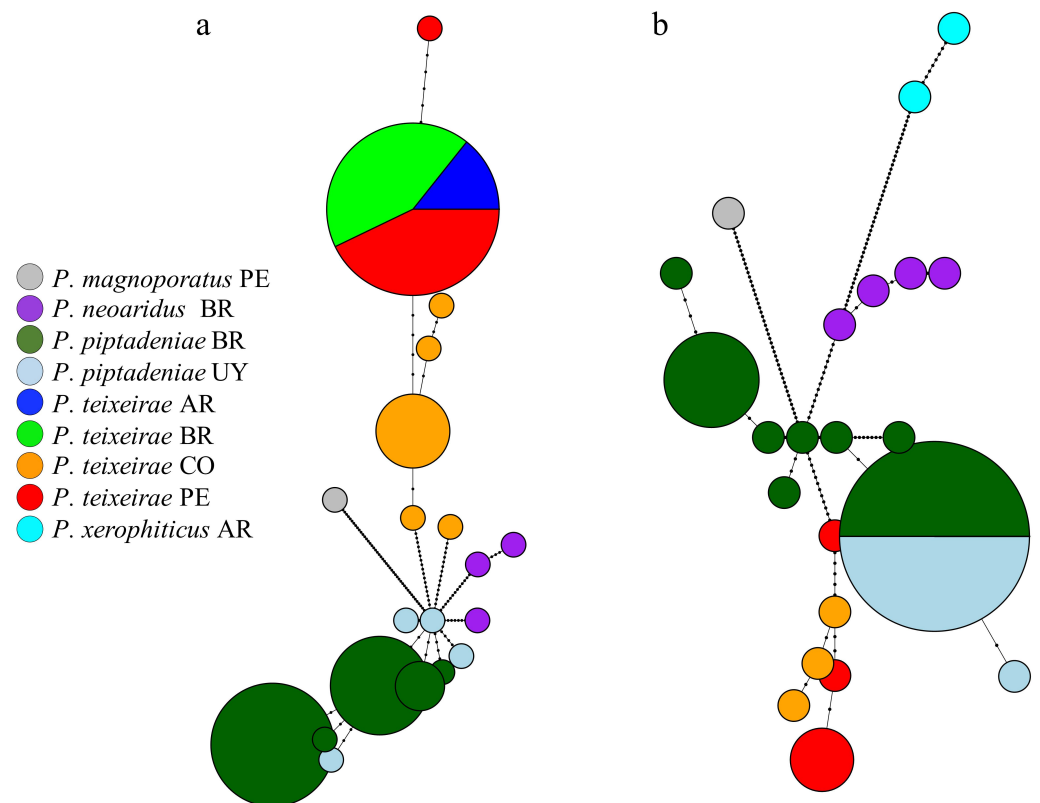 a
b
P. magnoporatus PE
P. neoaridus BR
P. piptadeniae BR
P. piptadeniae UY
P. teixeirae AR
P. teixeirae BR
P. teixeirae CO
P. teixeirae PE
P. xerophiticus AR